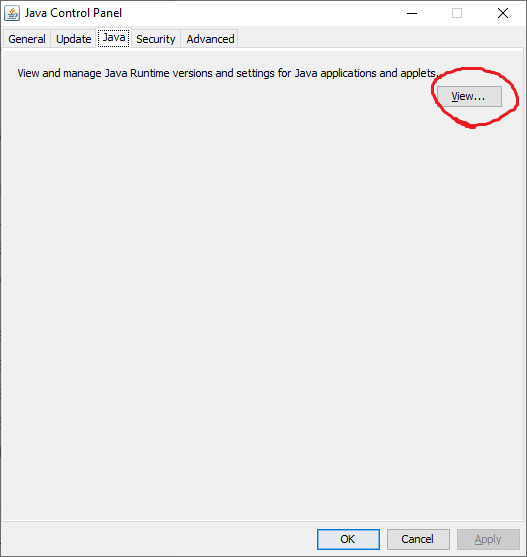 Java Control Panel
General Update Java Security Advanced
View and manage Java Runtime versions and settings for Java applications and applets.
View...
OK Cancel Apply